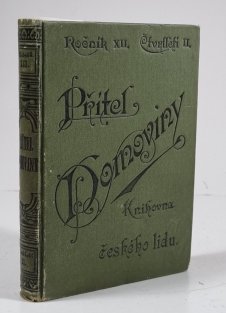 Ročník XII. Čtvrtletí II.
Přítel
Domoviny
Knihovna
českého lidu.